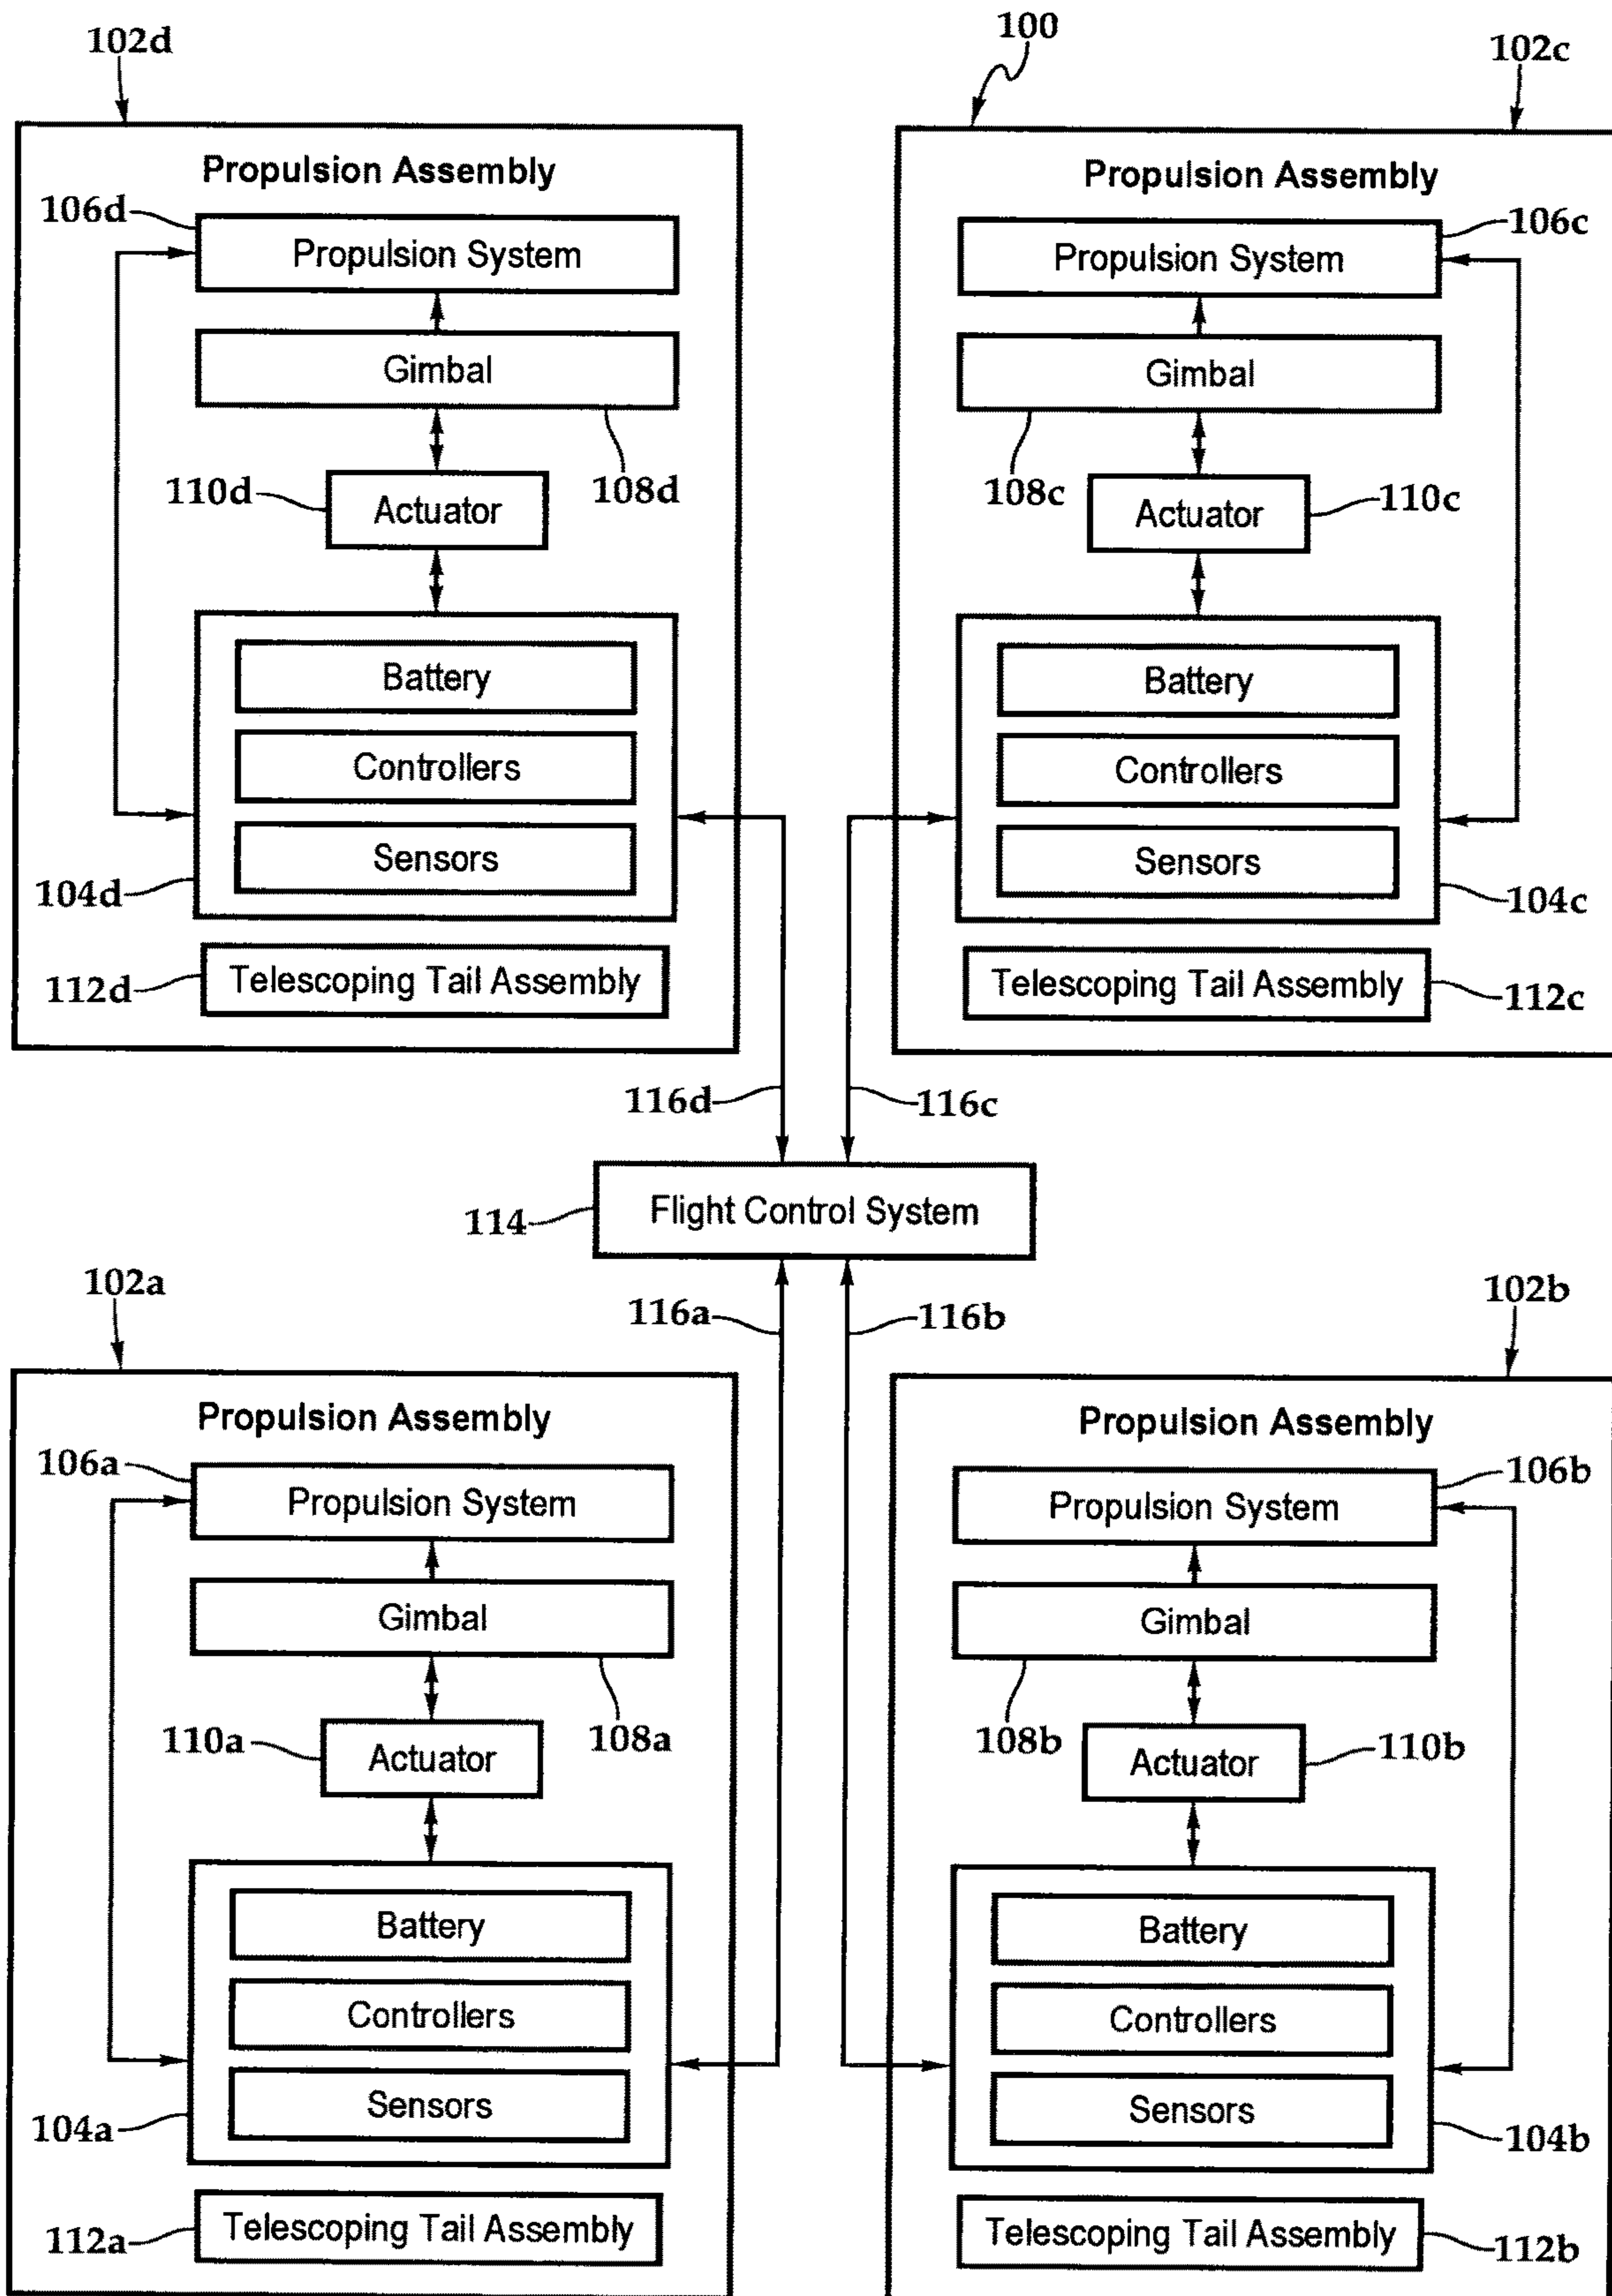 102d
100
102c
Propulsion Assembly
106d
Propulsion System
Gimbal
110d
Actuator
108d
Battery
Controllers
Sensors
104d
112d
Telescoping Tail Assembly
Propulsion Assembly
106c
Propulsion System
Gimbal
108c
Actuator
110c
Battery
Controllers
Sensors
104c
Telescoping Tail Assembly
112c
116d
116c
114
Flight Control System
116a
116b
102a
102b
Propulsion Assembly
106a
Propulsion System
Gimbal
110a
Actuator
108a
Battery
Controllers
Sensors
104a
112a
Telescoping Tail Assembly
Propulsion Assembly
106b
Propulsion System
Gimbal
108b
Actuator
110b
Battery
Controllers
Sensors
104b
Telescoping Tail Assembly
112b